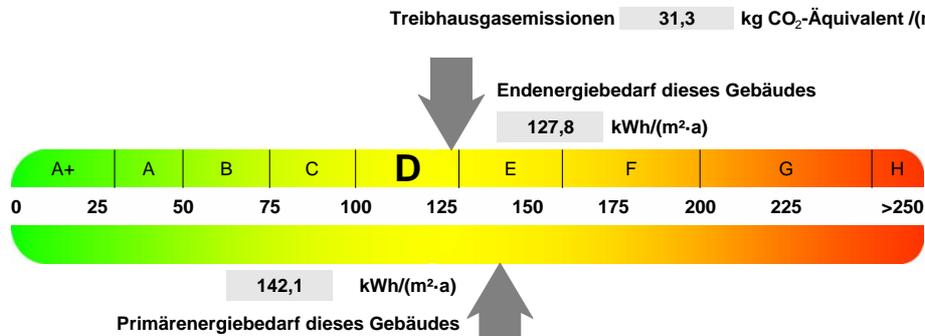 Treibhausgasemissionen 31,3 kg CO₂-Äquivalent /(
Endenergiebedarf dieses Gebäudes
127,8 kWh/(m²·a)
A+ A B C D E F G H
0 25 50 75 100 125 150 175 200 225 >250
142,1 kWh/(m²·a)
Primärenergiebedarf dieses Gebäudes